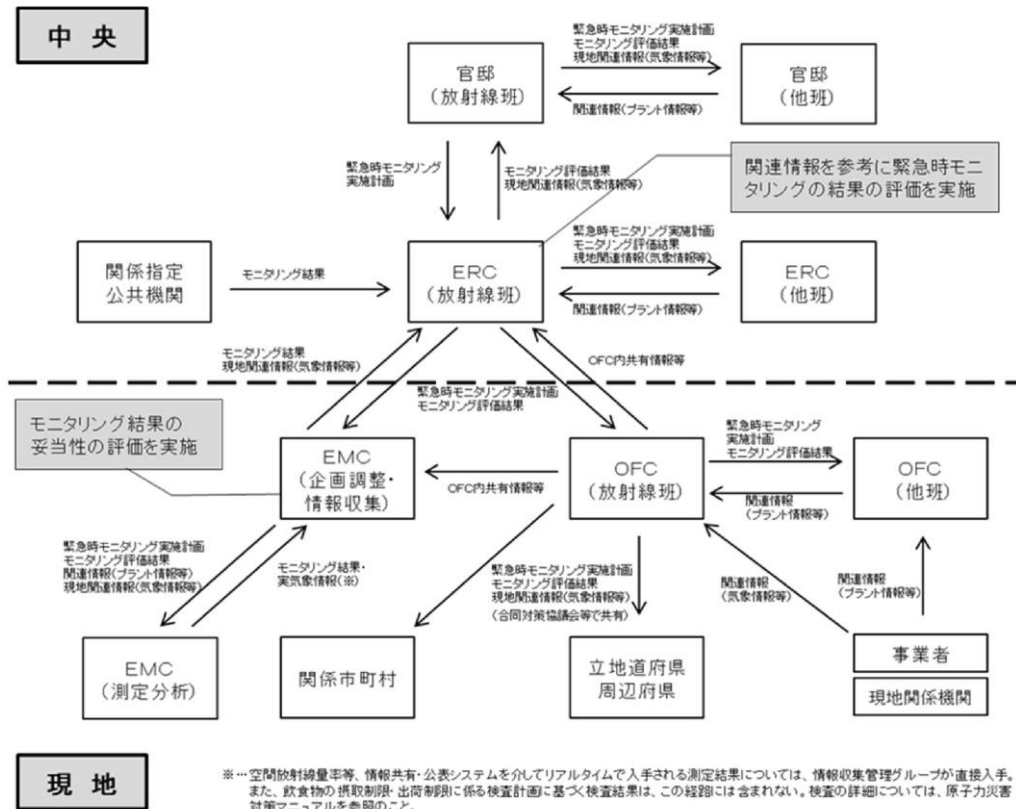 中 央
緊急時モニタリング実施計画
モニタリング評価結果
現地関連情報(気象情報等)
官邸
(放射線班)
官邸
(他班)
関連情報(プラント情報等)
緊急時モニタリング
実施計画
モニタリング評価結果
現地関連情報(気象情報等)
関連情報を参考に緊急時モニ
タリングの結果の評価を実施
緊急時モニタリング実施計画
モニタリング評価結果
現地関連情報(気象情報等)
関係指定
公共機関
モニタリング結果
ERC
(放射線班)
ERC
(他班)
関連情報(プラント情報等)
モニタリング結果
現地関連情報(気象情報等)
OFC内共有情報等
緊急時モニタリング実施計画
モニタリング評価結果
モニタリング結果の
妥当性の評価を実施
EMC
(企画調整・
情報収集)
OFC内共有情報等
OFC
(放射線班)
緊急時モニタリング
実施計画
モニタリング評価結果
OFC
(他班)
関連情報
(プラント情報等)
緊急時モニタリング実施計画
モニタリング評価結果
関連情報(プラント情報等)
現地関連情報(気象情報等)
モニタリング結果・
実気象情報(※)
緊急時モニタリング実施計画
モニタリング評価結果
現地関連情報(気象情報等)
(合同対策協議会等で共有)
関連情報
(気象情報等)
関連情報
(プラント情報等)
EMC
(測定分析)
関係市町村
立地道府県
周辺府県
事業者
現地関係機関
現 地
※…空間放射線量率等、情報共有・公表システムを介してリアルタイムで入手される測定結果については、情報収集管理グループが直接入手。
また、飲食物の摂取制限・出荷制限に係る検査計画に基づく検査結果は、この経路には含まれない。検査の詳細については、原子力災害
対策マニュアルを参照のこと。